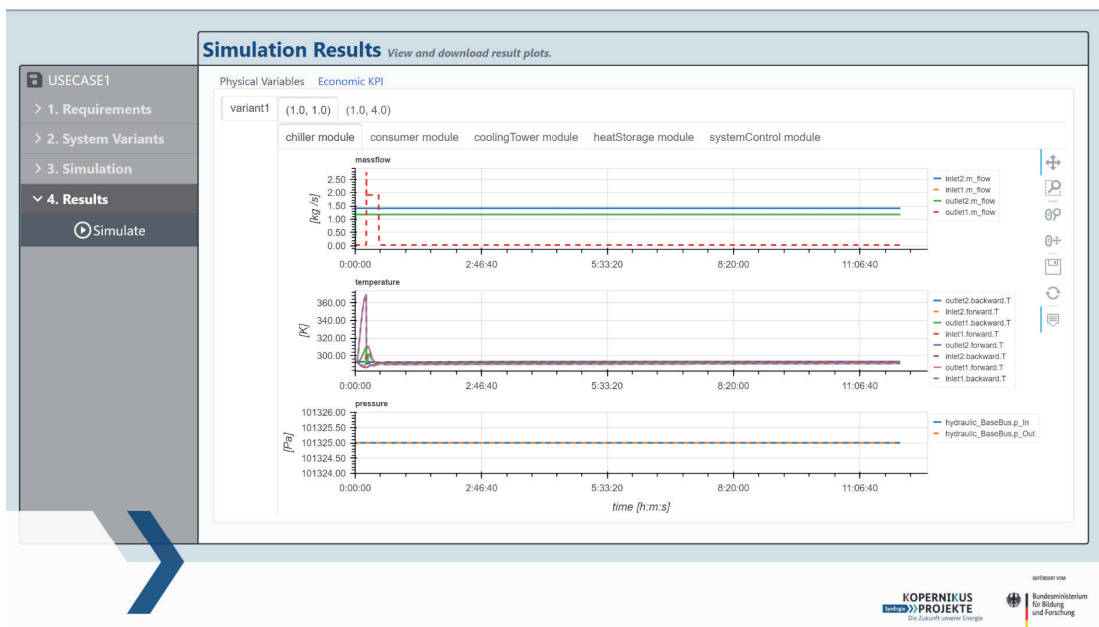 Simulation Results View and download result plots.
USECASE1
1. Requirements
2. System Variants
3. Simulation
4. Results
Simulate
Physical Variables Economic KPI
variant1 (1.0, 1.0) (1.0, 4.0)
chiller module consumer module coolingTower module heatStorage module systemControl module
massflow
[kg /s]
2.50
2.00
1.50
1.00
0.50
0.00
0:00:00 2:46:40 5:33:20 8:20:00 11:06:40
inlet2.m_flow
inlet1.m_flow
outlet2.m_flow
outlet1.m_flow
temperature
[K]
360.00
340.00
320.00
300.00
0:00:00 2:46:40 5:33:20 8:20:00 11:06:40
outlet2.backward.T
inlet2.forward.T
outlet1.backward.T
inlet1.forward.T
outlet2.forward.T
inlet2.backward.T
outlet1.forward.T
inlet1.backward.T
pressure
[Pa]
101326.00
101325.50
101325.00
101324.50
101324.00
0:00:00 2:46:40 5:33:20 8:20:00 11:06:40
hydraulic_BaseBus.p_In
hydraulic_BaseBus.p_Out
time [h:m:s]
KOPERNIKUS
SynErgie PROJEKTE
Die Zukunft unserer Energie
GEFÖRDERT VOM
Bundesministerium
für Bildung
und Forschung